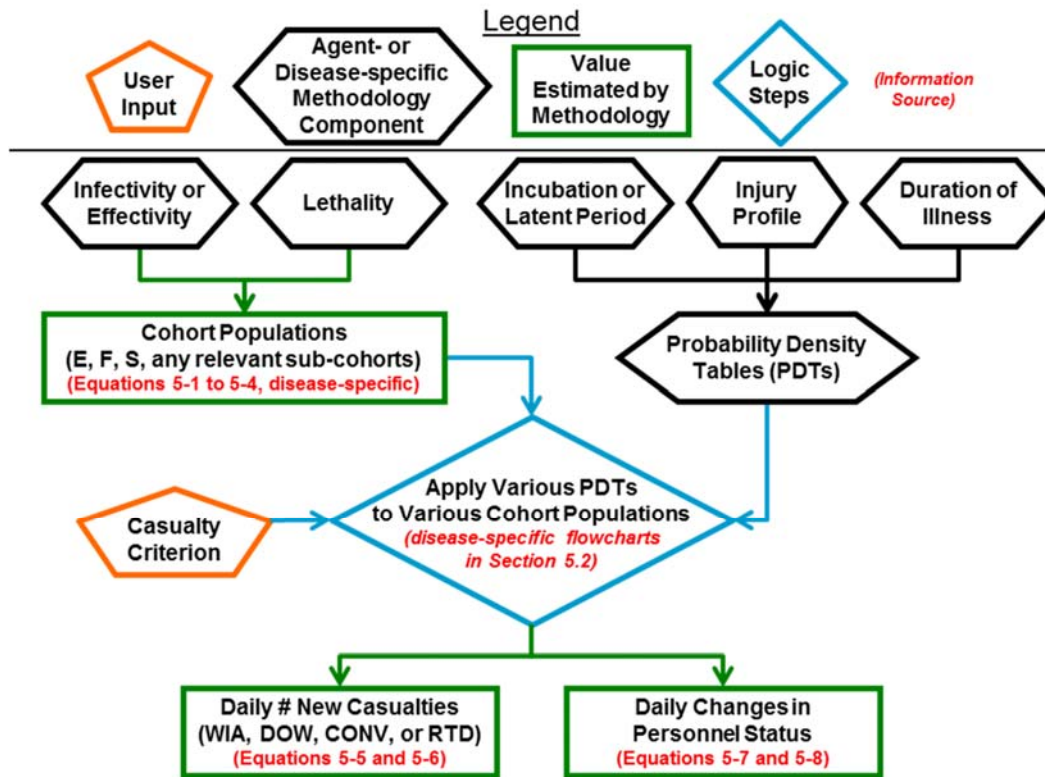 Legend
User
Input
Agent- or
Disease-specific
Methodology
Component
Value
Estimated by
Methodology
Logic
Steps
(Information
Source)
Infectivity or
Effectivity
Lethality
Incubation or
Latent Period
Injury
Profile
Duration of
Illness
Cohort Populations
(E, F, S, any relevant sub-cohorts)
(Equations 5-1 to 5-4, disease-specific)
Probability Density
Tables (PDTs)
Casualty
Criterion
Apply Various PDTs
to Various Cohort Populations
(disease-specific flowcharts
in Section 5.2)
Daily # New Casualties
(WIA, DOW, CONV, or RTD)
(Equations 5-5 and 5-6)
Daily Changes in
Personnel Status
(Equations 5-7 and 5-8)